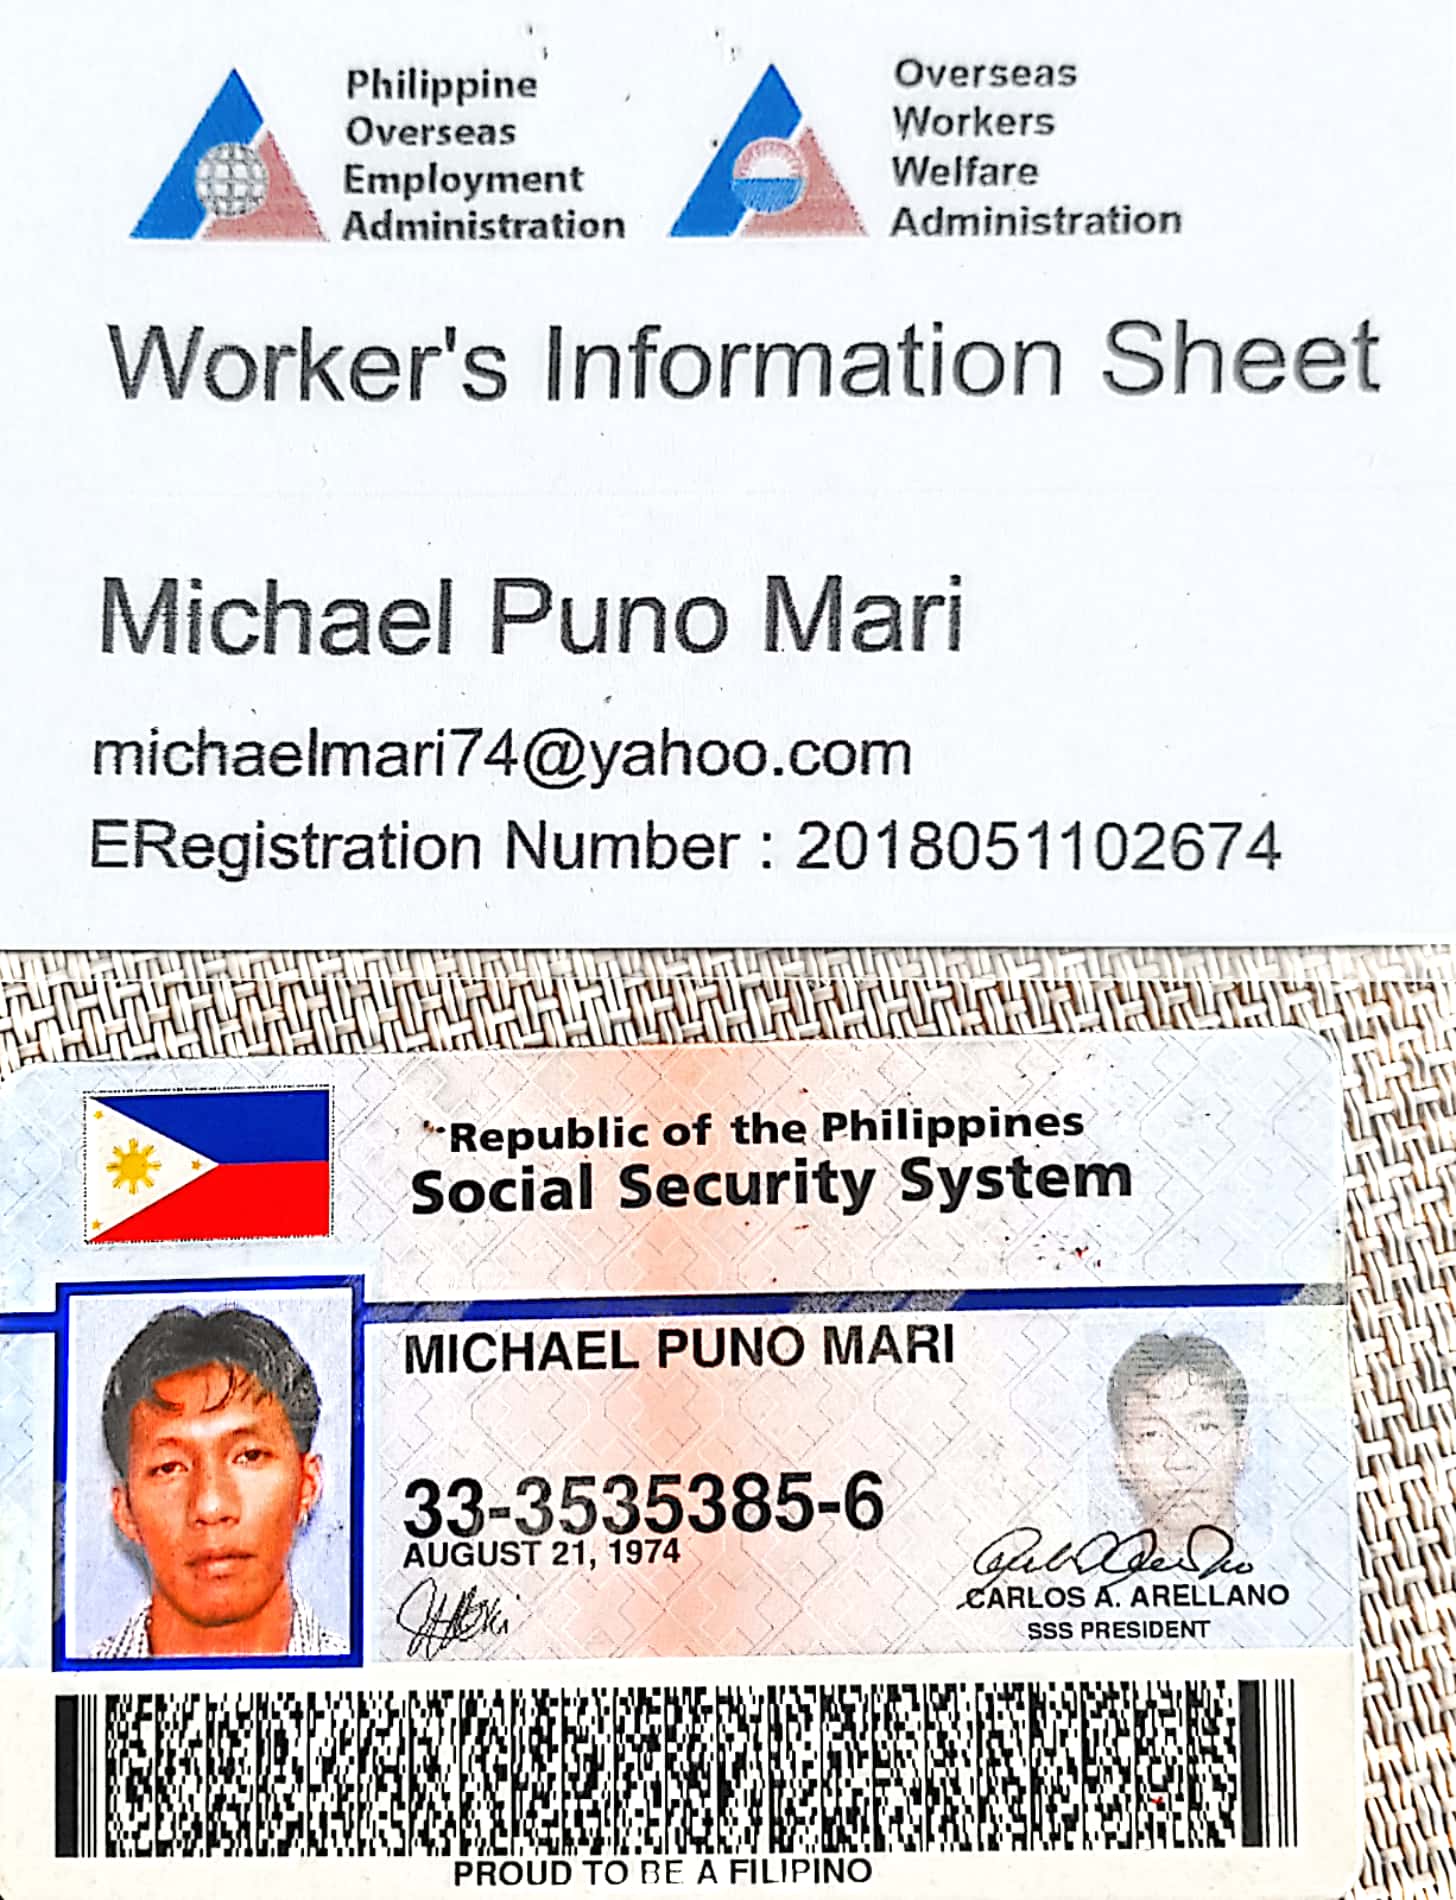 Philippine
Overseas
Employment
Administration
Overseas
Workers
Welfare
Administration
Worker's Information Sheet
Michael Puno Mari
michaelmari74@yahoo.com
ERegistration Number : 2018051102674
Republic of the Philippines
Social Security System
MICHAEL PUNO MARI
33-3535385-6
AUGUST 21, 1974
CARLOS A. ARELLANO
SSS PRESIDENT
PROUD TO BE A FILIPINO